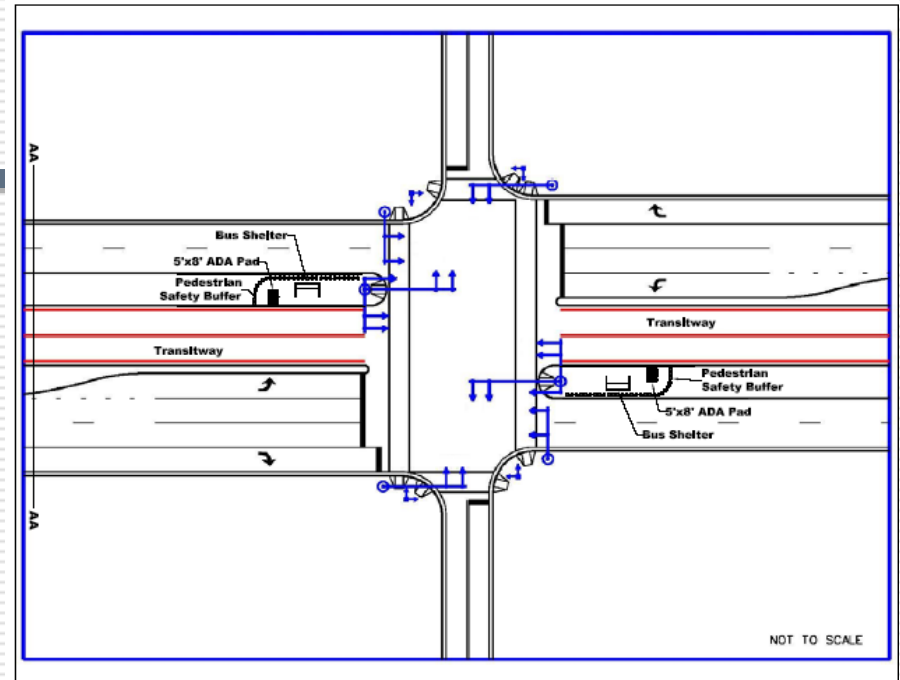 AA
Bus Shelter
5'x8' ADA Pad
Pedestrian
Safety Buffer
Transitway
Transitway
Pedestrian
Safety Buffer
5'x8' ADA Pad
Bus Shelter
AA
NOT TO SCALE